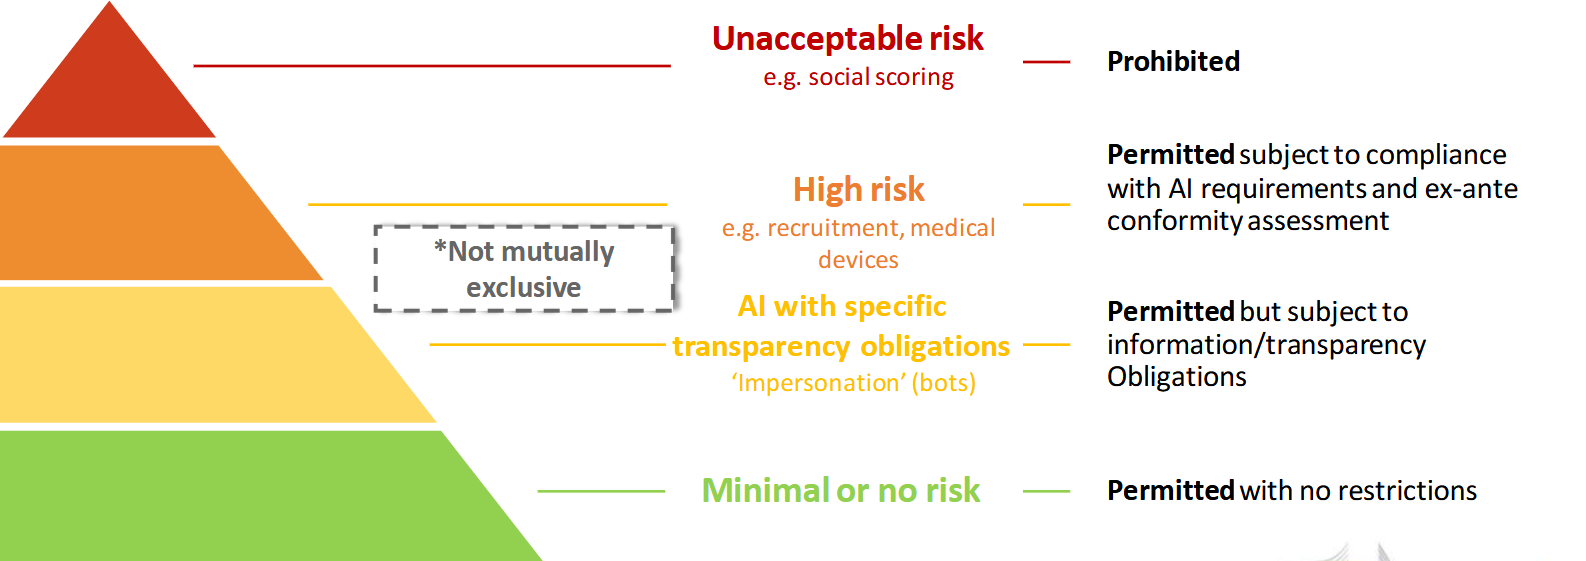 Unacceptable risk
e.g. social scoring
Prohibited
High risk
e.g. recruitment, medical
devices
Permitted subject to compliance
with AI requirements and ex-ante
conformity assessment
*Not mutually
exclusive
AI with specific
transparency obligations
‘Impersonation’ (bots)
Permitted but subject to
information/transparency
Obligations
Minimal or no risk
Permitted with no restrictions